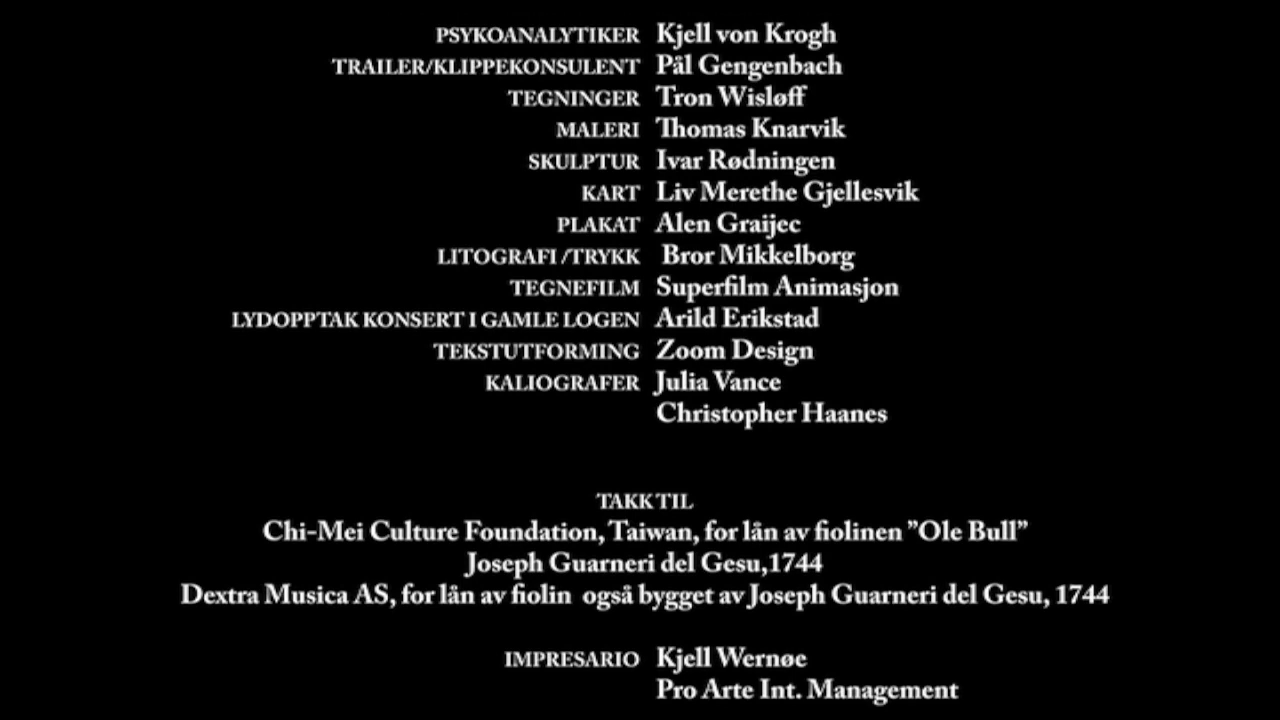 PSYKOANALYTIKER Kjell von Krogh
TRAILER/KLIPPEKONSULENT Pål Gengenbach
TEGNINGER Tron Wisløff
MALERI Thomas Knarvik
SKULPTUR Ivar Rødningen
KART Liv Merethe Gjellesvik
PLAKAT Alen Graijec
LITOGRAFI /TRYKK Bror Mikkelborg
TEGNEFILM Superfilm Animasjon
LYDOPPTAK KONSERT I GAMLE LOGEN Arild Erikstad
TEKSTUTFORMING Zoom Design
KALIOGRAFER Julia Vance
Christopher Haanes
TAKK TIL
Chi-Mei Culture Foundation, Taiwan, for lån av fiolinen ”Ole Bull”
Joseph Guarneri del Gesu,1744
Dextra Musica AS, for lån av fiolin også bygget av Joseph Guarneri del Gesu, 1744
IMPRESARIO Kjell Wernøe
Pro Arte Int. Management